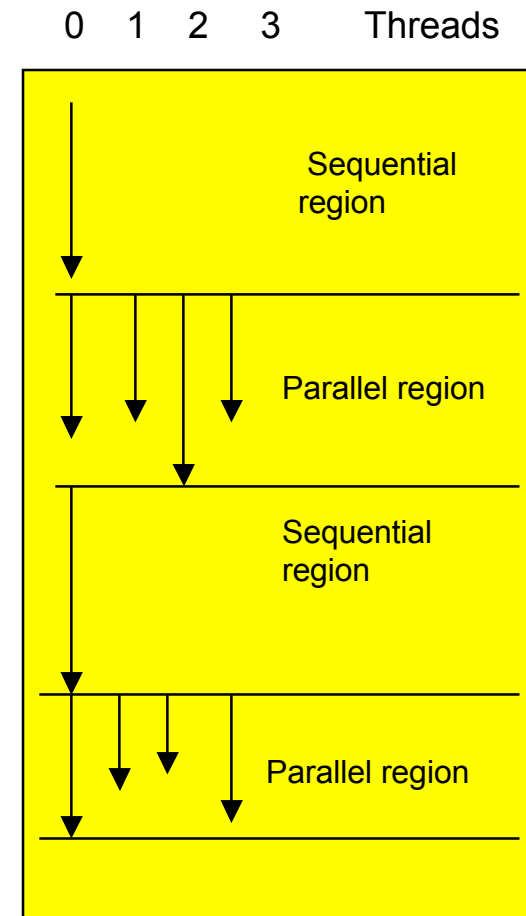 0 1 2 3 Threads
Sequential
region
Parallel region
Sequential
region
Parallel region